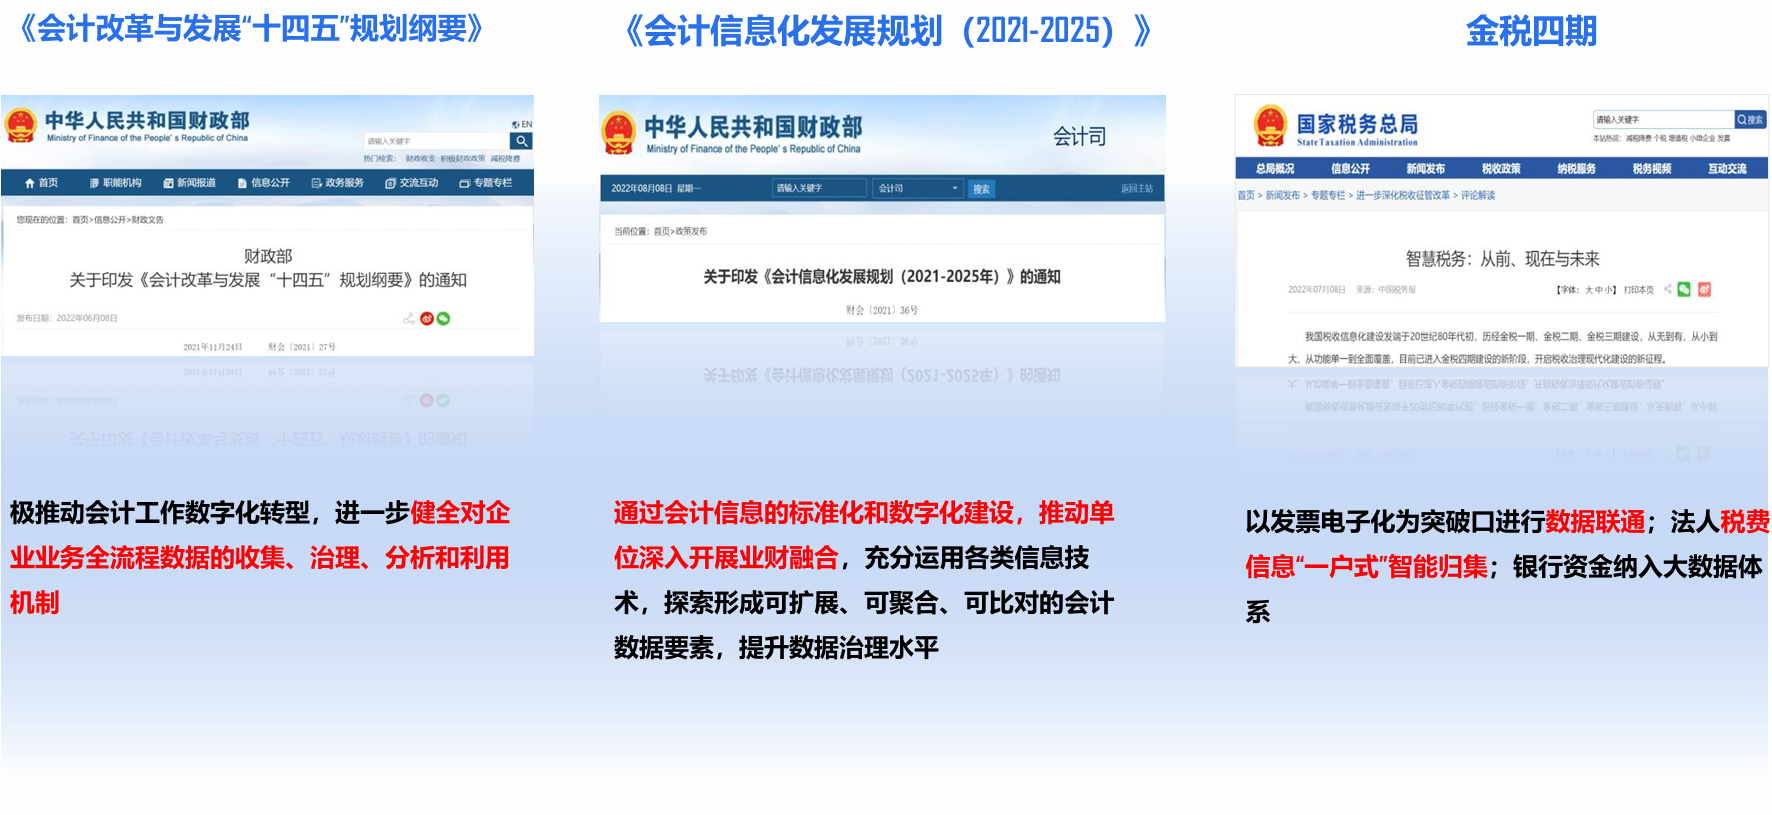 《会计改革与发展“十四五”规划纲要》
中华人民共和国财政部
Ministry of Finance of the People's Republic of China
EN
请输入关键字
热门检索： 财政收支 积极财政政策 减税降费
首页 职能机构 新闻报道 信息公开 政务服务 交流互动 专题专栏
您现在的位置：首页>信息公开>财政文告
财政部
关于印发《会计改革与发展“十四五”规划纲要》的通知
发布日期：2022年06月08日
2021年11月24日 财会〔2021〕27号
极推动会计工作数字化转型，进一步健全对企
业业务全流程数据的收集、治理、分析和利用
机制
《会计信息化发展规划（2021-2025）》
中华人民共和国财政部
Ministry of Finance of the People's Republic of China
会计司
2022年08月08日 星期一 请输入关键字 会计司 搜索 返回主站
当前位置：首页>政策发布
关于印发《会计信息化发展规划（2021-2025年）》的通知
财会〔2021〕36号
通过会计信息的标准化和数字化建设，推动单
位深入开展业财融合，充分运用各类信息技
术，探索形成可扩展、可聚合、可比对的会计
数据要素，提升数据治理水平
金税四期
国家税务总局
State Taxation Administration
请输入关键字 搜索
本站热词：减税降费 个税 增值税 小微企业 发票
总局概况 信息公开 新闻发布 税收政策 纳税服务 税务视频 互动交流
首页 > 新闻发布 > 专题专栏 > 进一步深化税收征管改革 > 评论解读
智慧税务：从前、现在与未来
2022年07月08日 来源：中国税务报 【字体：大 中 小】 打印本页
我国税收信息化建设发端于20世纪80年代初，历经金税一期、金税二期、金税三期建设，从无到有、从小到
大、从功能单一到全面覆盖，目前已进入金税四期建设的新阶段，开启税收治理现代化建设的新征程。
以发票电子化为突破口进行数据联通；法人税费
信息“一户式”智能归集；银行资金纳入大数据体
系